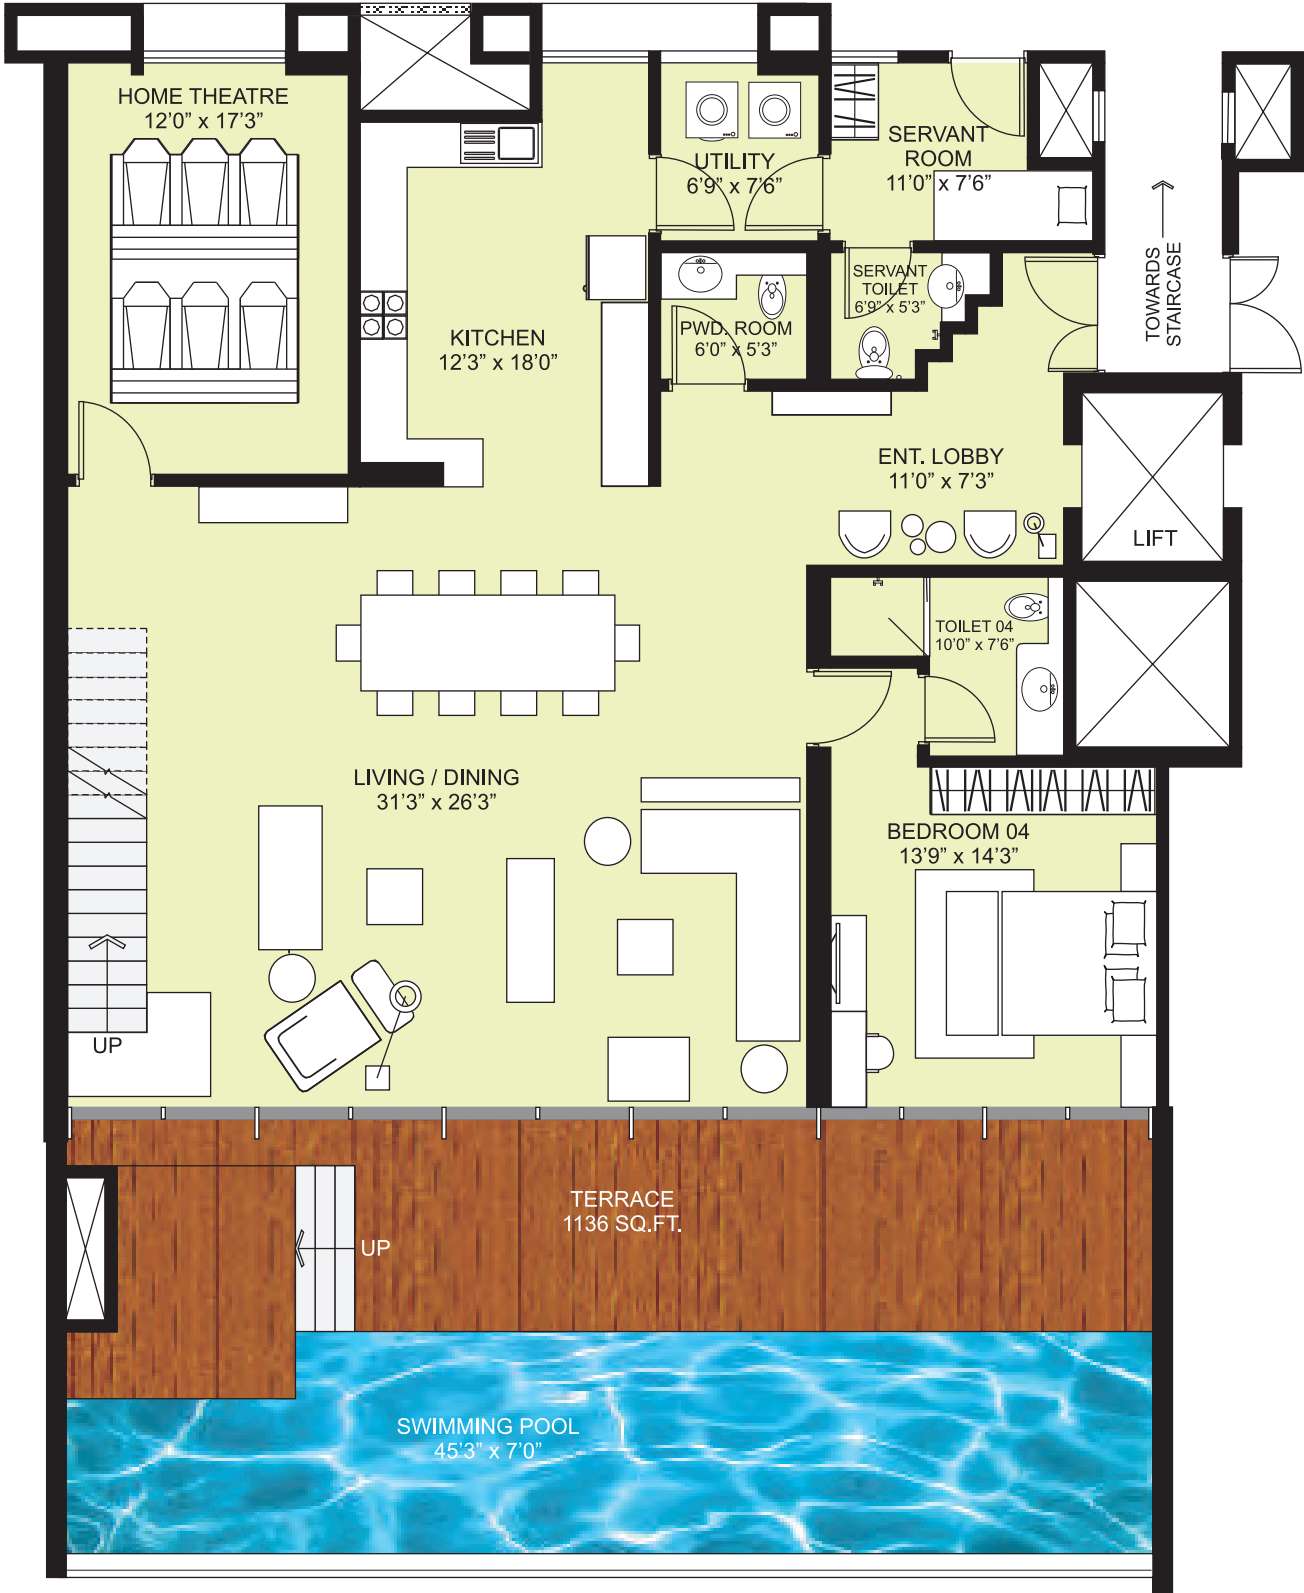 HOME THEATRE
12’0” x 17’3”
UTILITY
6’9” x 7’6”
SERVANT
ROOM
11’0” x 7’6”
TOWARDS
STAIRCASE
SERVANT
TOILET
6’9” x 5’3”
KITCHEN
12’3” x 18’0”
PWD. ROOM
6’0” x 5’3”
ENT. LOBBY
11’0” x 7’3”
LIFT
TOILET 04
10’0” x 7’6”
LIVING / DINING
31’3” x 26’3”
BEDROOM 04
13’9” x 14’3”
UP
TERRACE
1136 SQ.FT.
UP
SWIMMING POOL
45’3” x 7’0”